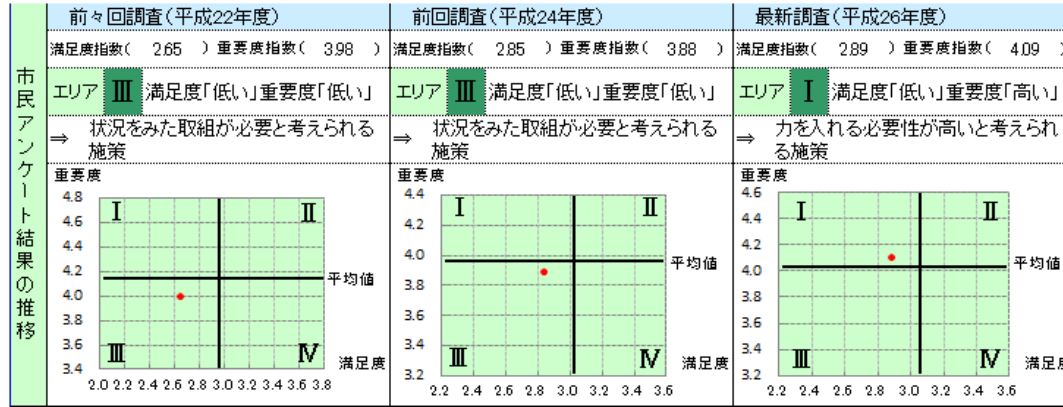 市民アンケート結果の推移
前々回調査(平成22年度)
満足度指数( 2.65 )重要度指数( 3.98 )
エリア Ⅲ 満足度「低い」重要度「低い」
⇒ 状況をみた取組が必要と考えられる
施策
重要度
4.8
4.6
4.4
4.2
4.0
3.8
3.6
3.4
Ⅰ Ⅱ
平均値
Ⅲ Ⅳ
満足度
2.0 2.2 2.4 2.6 2.8 3.0 3.2 3.4 3.6 3.8
前回調査(平成24年度)
満足度指数( 2.85 )重要度指数( 3.88 )
エリア Ⅲ 満足度「低い」重要度「低い」
⇒ 状況をみた取組が必要と考えられる
施策
重要度
4.4
4.2
4.0
3.8
3.6
3.4
3.2
Ⅰ Ⅱ
平均値
Ⅲ Ⅳ
満足度
2.2 2.4 2.6 2.8 3.0 3.2 3.4 3.6
最新調査(平成26年度)
満足度指数( 2.89 )重要度指数( 4.09 )
エリア Ⅰ 満足度「低い」重要度「高い」
⇒ 力を入れる必要性が高いと考えられ
る施策
重要度
4.6
4.4
4.2
4.0
3.8
3.6
3.4
3.2
Ⅰ Ⅱ
平均値
Ⅲ Ⅳ
満足度
2.2 2.4 2.6 2.8 3.0 3.2 3.4 3.6